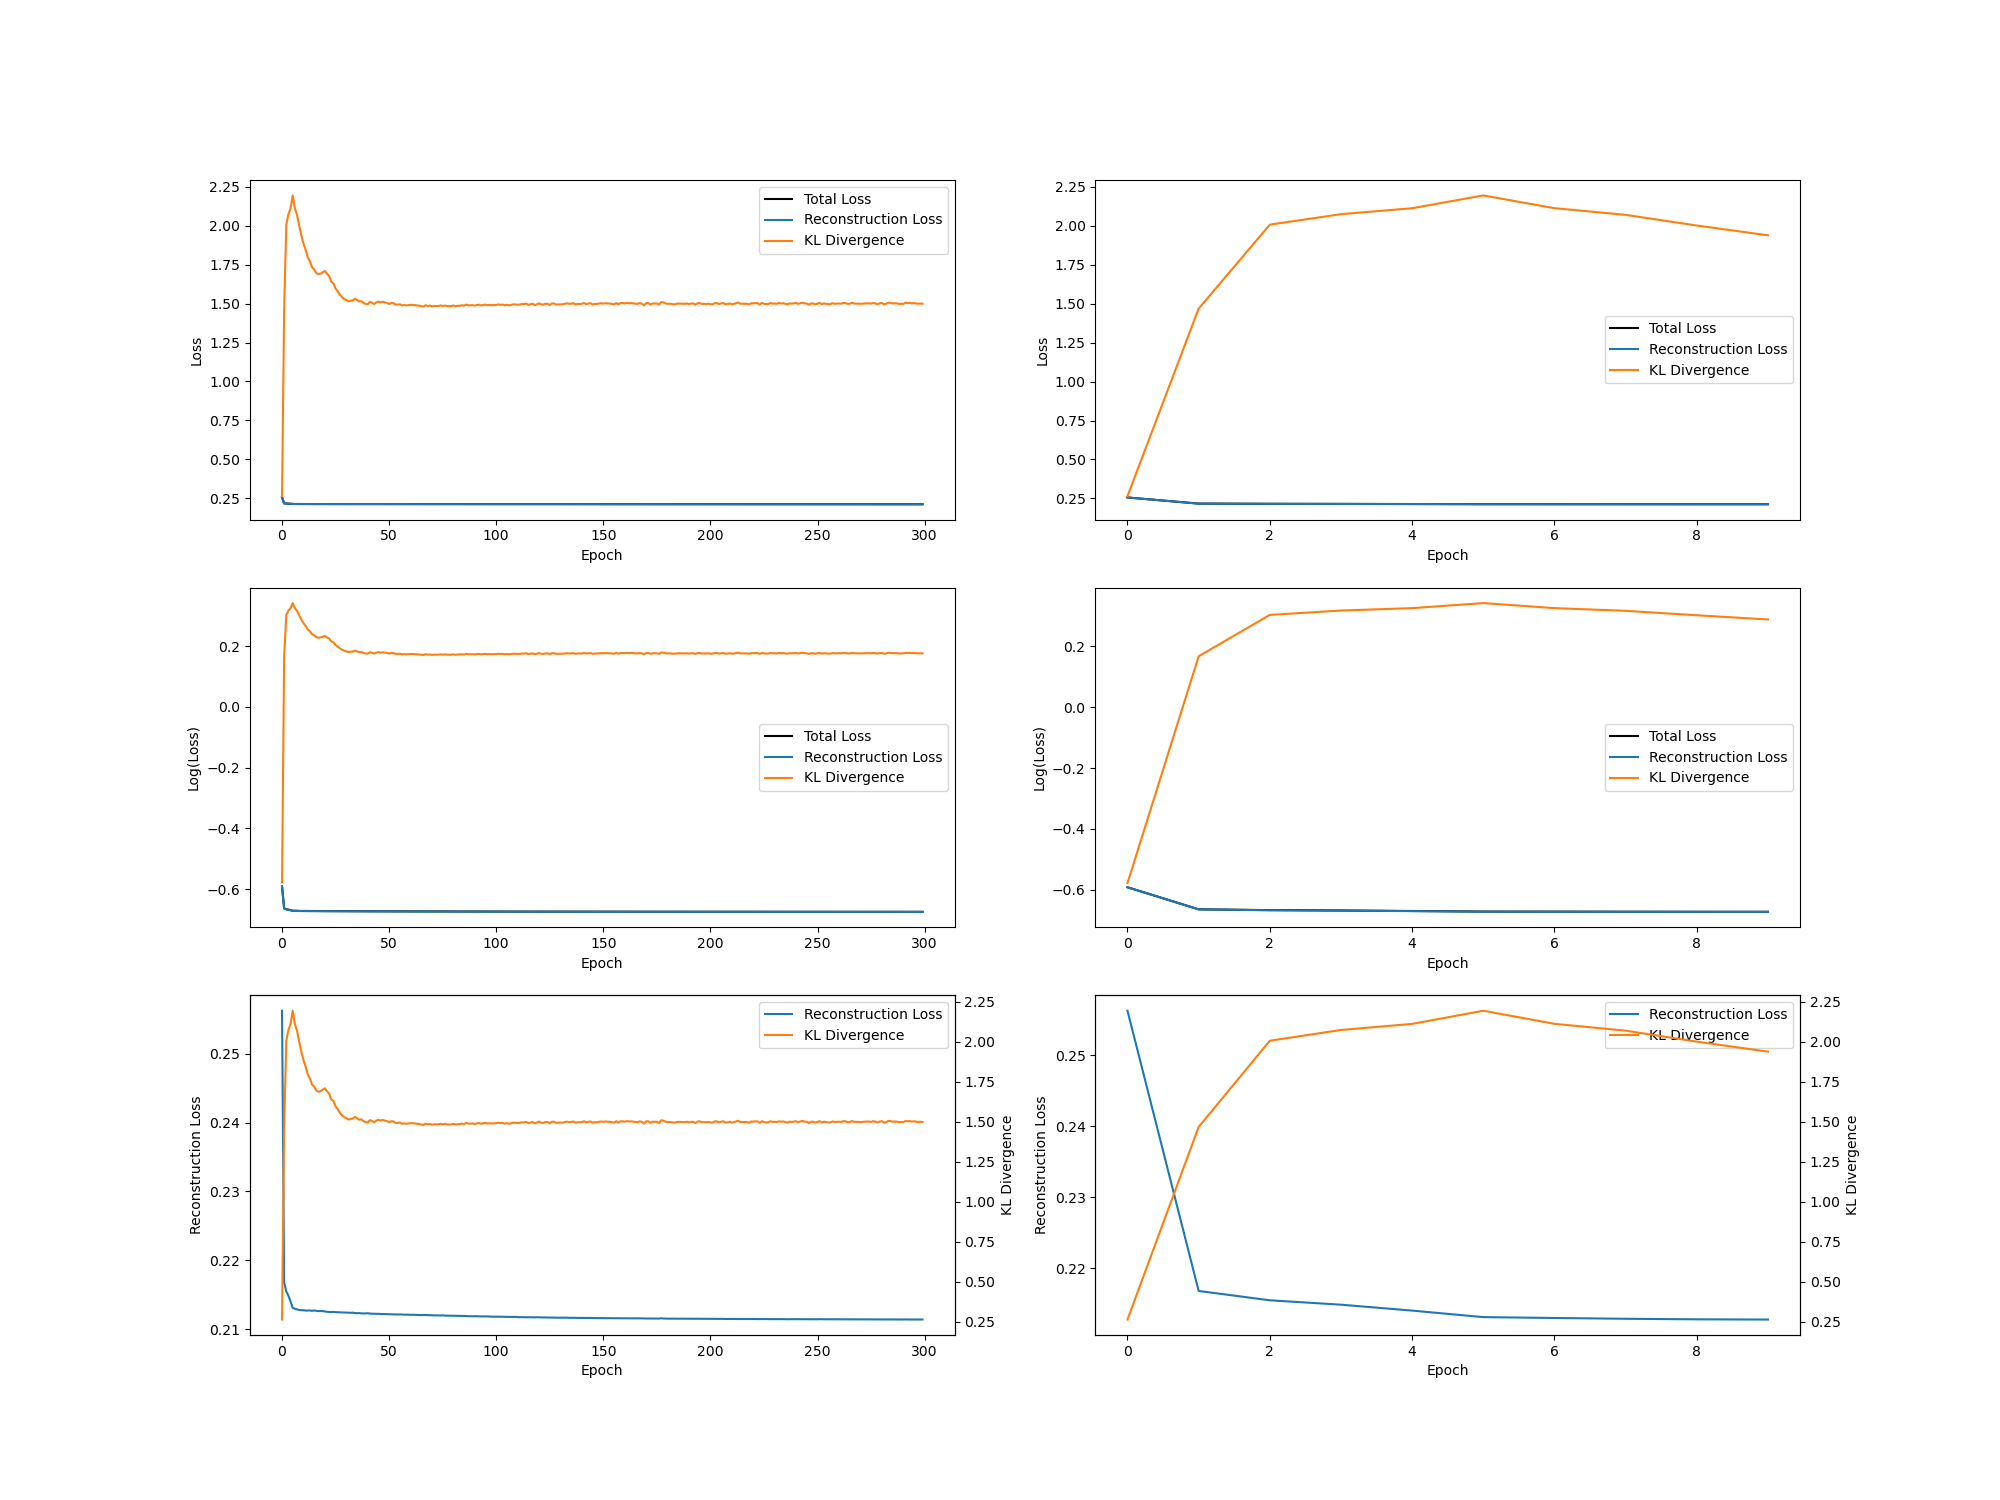 2.25
2.00
1.75
1.50
1.25
1.00
0.75
0.50
0.25
Loss
0 50 100 150 200 250 300
Epoch
Total Loss
Reconstruction Loss
KL Divergence
2.25
2.00
1.75
1.50
1.25
1.00
0.75
0.50
0.25
Loss
0 2 4 6 8
Epoch
Total Loss
Reconstruction Loss
KL Divergence
0.2
0.0
−0.2
−0.4
−0.6
Log(Loss)
0 50 100 150 200 250 300
Epoch
Total Loss
Reconstruction Loss
KL Divergence
0.2
0.0
−0.2
−0.4
−0.6
Log(Loss)
0 2 4 6 8
Epoch
Total Loss
Reconstruction Loss
KL Divergence
0.25
0.24
0.23
0.22
0.21
Reconstruction Loss
0 50 100 150 200 250 300
Epoch
Reconstruction Loss
KL Divergence
2.25
2.00
1.75
1.50
1.25
1.00
0.75
0.50
0.25
KL Divergence
0.25
0.24
0.23
0.22
Reconstruction Loss
0 2 4 6 8
Epoch
Reconstruction Loss
KL Divergence
2.25
2.00
1.75
1.50
1.25
1.00
0.75
0.50
0.25
KL Divergence